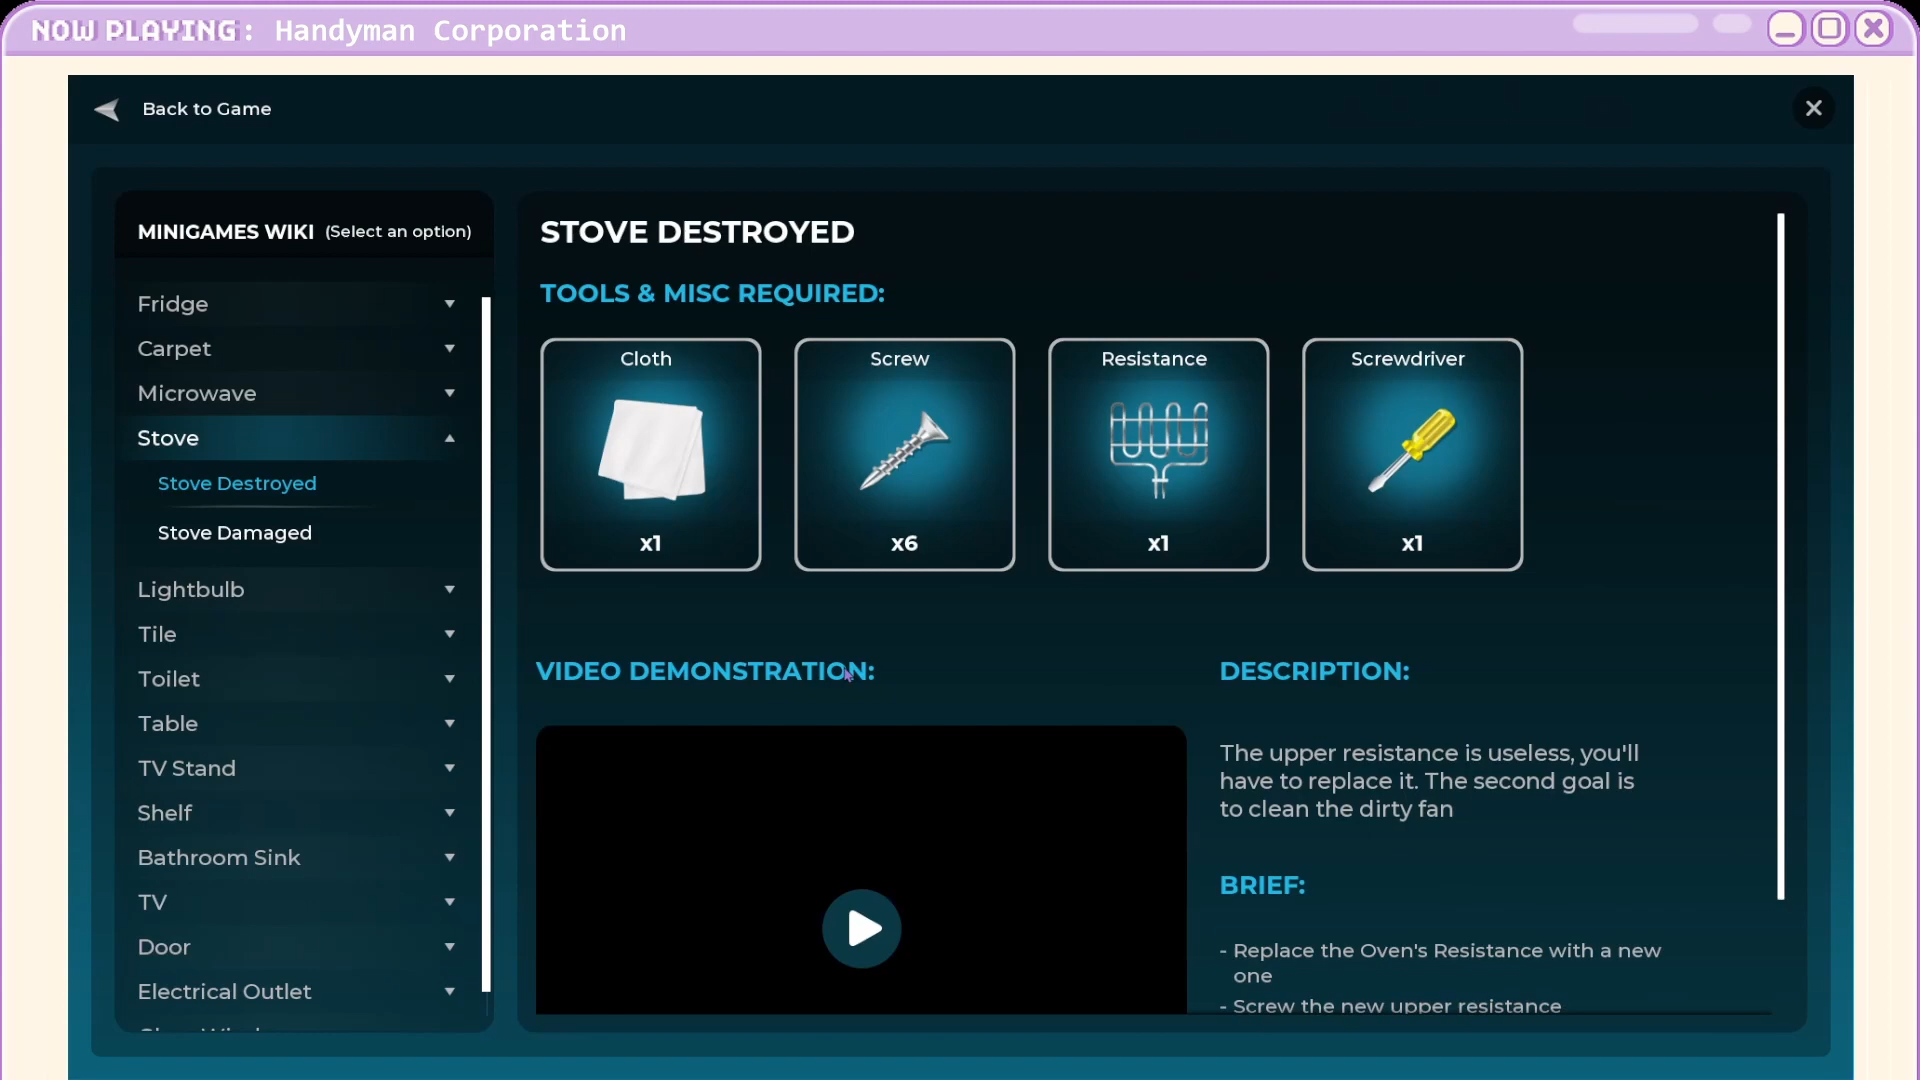 NOW PLAYING: Handyman Corporation
Back to Game
MINIGAMES WIKI (Select an option)
Fridge
Carpet
Microwave
Stove
Stove Destroyed
Stove Damaged
Lightbulb
Tile
Toilet
Table
TV Stand
Shelf
Bathroom Sink
TV
Door
Electrical Outlet
STOVE DESTROYED
TOOLS & MISC REQUIRED:
Cloth
x1
Screw
x6
Resistance
x1
Screwdriver
x1
VIDEO DEMONSTRATION:
DESCRIPTION:
The upper resistance is useless, you'll
have to replace it. The second goal is
to clean the dirty fan
BRIEF:
- Replace the Oven's Resistance with a new
one
- Screw the new upper resistance